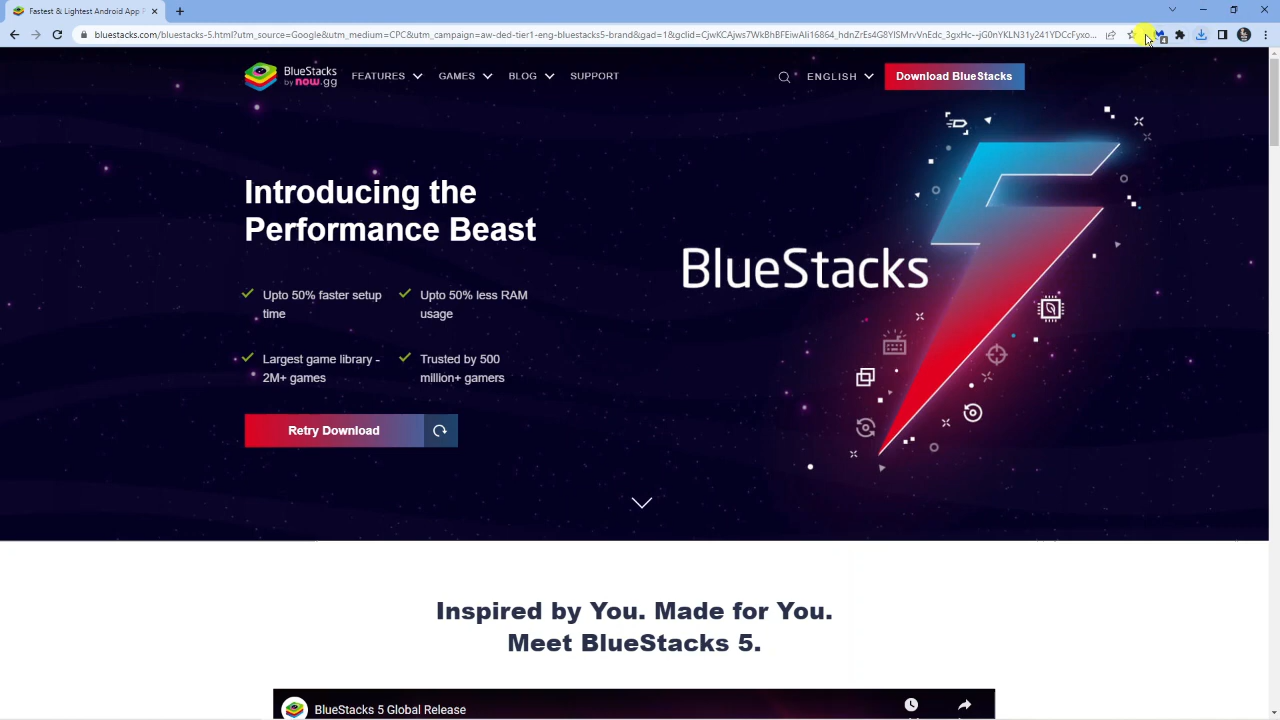 Fastest & Lightest Android App F
bluestacks.com/bluestacks-5.html?utm_source=Google&utm_medium=CPC&utm_campaign=aw-ded-tier1-eng-bluestacks5-brand&gad=1&gclid=
BlueStacks
by now.gg
FEATURES
GAMES
BLOG
SUPPORT
ENGLISH
Download BlueStacks
Introducing the
Performance Beast
BlueStacks
Upto 50% faster setup
time
Upto 50% less RAM
usage
Largest game library -
2M+ games
Trusted by 500
million+ gamers
Retry Download
Inspired by You. Made for You.
Meet BlueStacks 5.
BlueStacks 5 Global Release